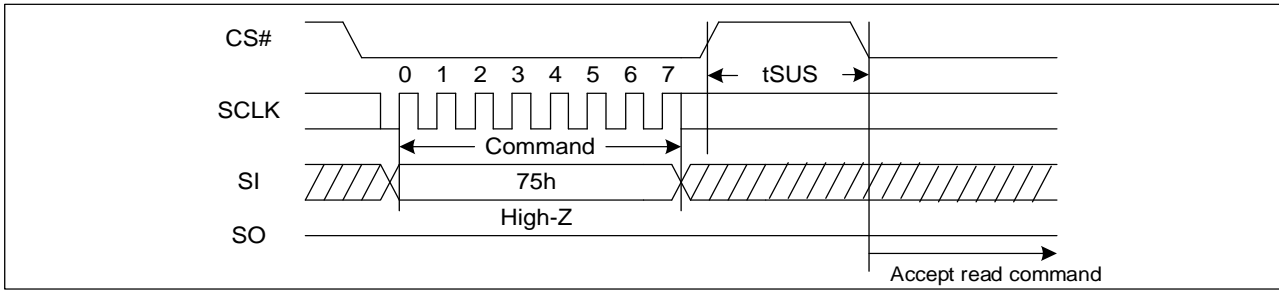 CS#
0 1 2 3 4 5 6 7
tSUS
SCLK
Command
SI
75h
High-Z
SO
Accept read command